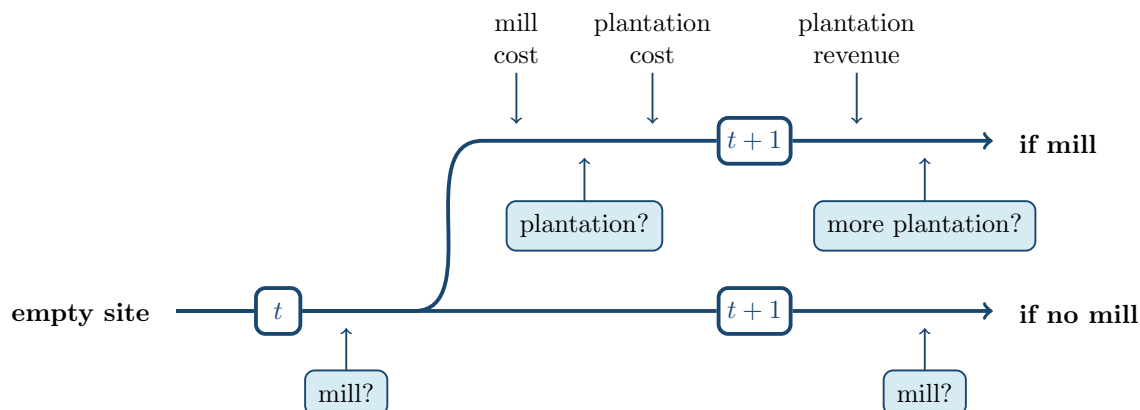 mill
cost
plantation
cost
plantation
revenue
t + 1
if mill
plantation?
more plantation?
empty site
t
t + 1
if no mill
mill?
mill?